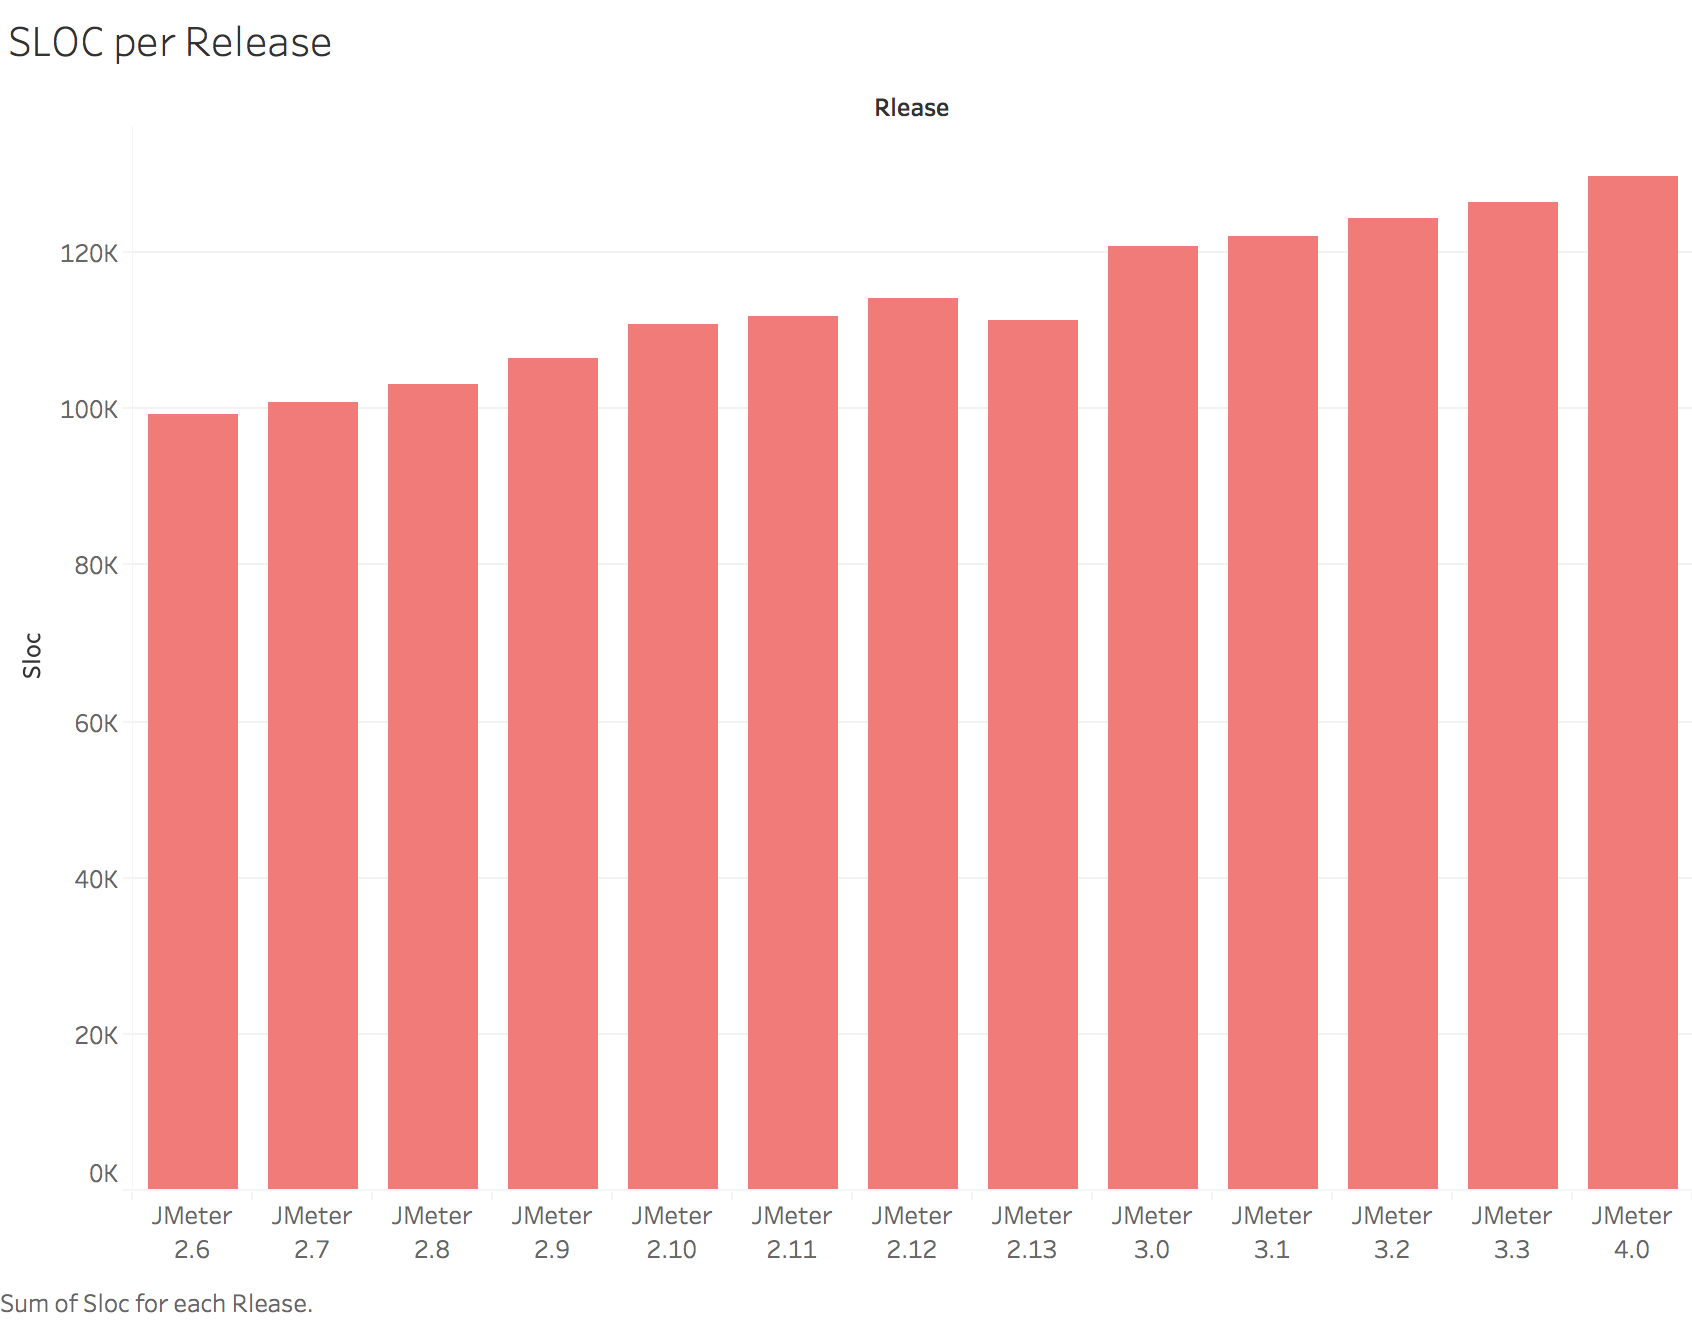 SLOC per Release
Rlease
120K
100K
80K
60K
40K
20K
0K
Sloc
JMeter 2.6
JMeter 2.7
JMeter 2.8
JMeter 2.9
JMeter 2.10
JMeter 2.11
JMeter 2.12
JMeter 2.13
JMeter 3.0
JMeter 3.1
JMeter 3.2
JMeter 3.3
JMeter 4.0
Sum of Sloc for each Rlease.